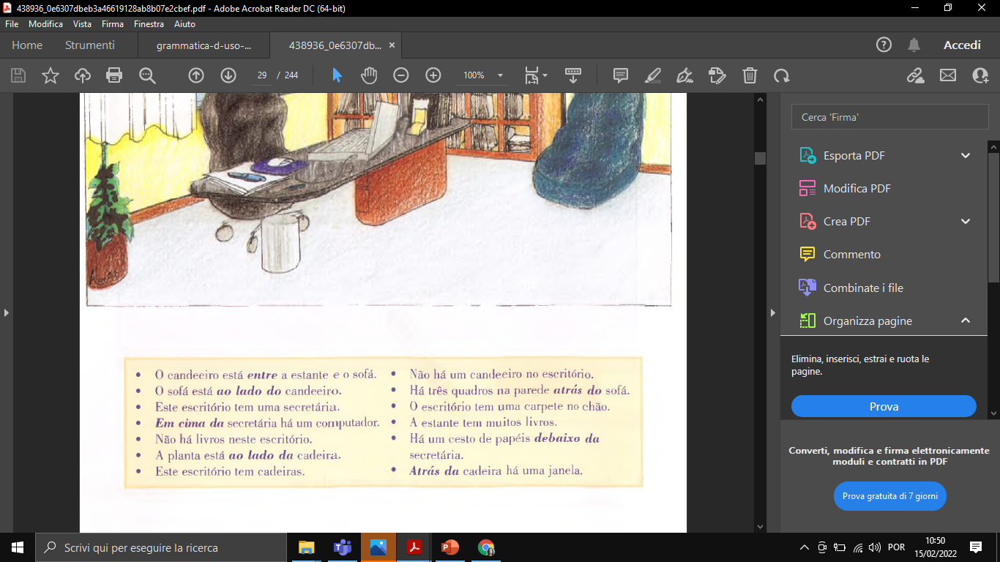 438936_0e6307dbeb3a46619128ab8b07e2cbef.pdf - Adobe Acrobat Reader DC (64-bit)
File Modifica Vista Firma Finestra Aiuto
Home Strumenti grammatica-d-uso-... 438936_0e6307db... × Accedi
29 / 244 100%
• O candeeiro está entre a estante e o sofá.
• O sofá está ao lado do candeeiro.
• Este escritório tem uma secretária.
• Em cima da secretária há um computador.
• Não há livros neste escritório.
• A planta está ao lado da cadeira.
• Este escritório tem cadeiras.
• Não há um candeeiro no escritório.
• Há três quadros na parede atrás do sofá.
• O escritório tem uma carpete no chão.
• A estante tem muitos livros.
• Há um cesto de papéis debaixo da
secretária.
• Atrás da cadeira há uma janela.
Cerca 'Firma'
Esporta PDF
Modifica PDF
Crea PDF
Commento
Combinate i file
Organizza pagine
Elimina, inserisci, estrai e ruota le
pagine.
Prova
Converti, modifica e firma elettronicamente
moduli e contratti in PDF
Prova gratuita di 7 giorni
Scrivi qui per eseguire la ricerca
POR
10:50
15/02/2022